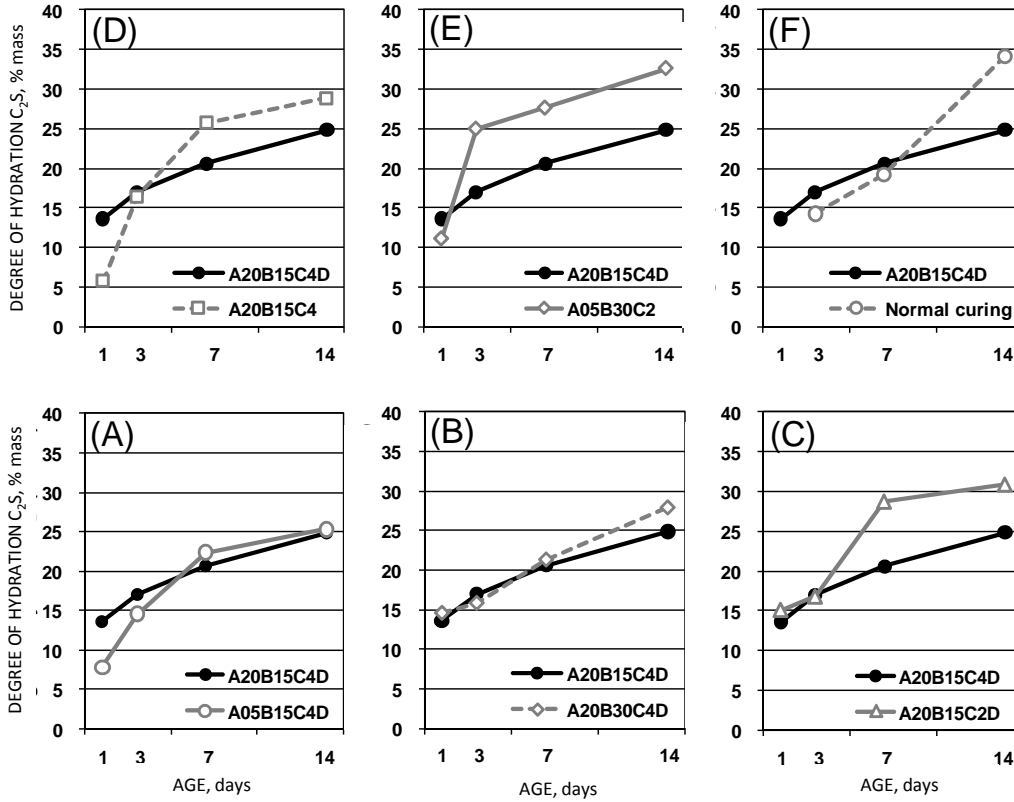 (D)
DEGREE OF HYDRATION C₂S, % mass
40
35
30
25
20
15
10
5
0
A20B15C4D
A20B15C4
1 3 7 14
(E)
40
35
30
25
20
15
10
5
0
A20B15C4D
A05B30C2
1 3 7 14
(F)
40
35
30
25
20
15
10
5
0
A20B15C4D
Normal curing
1 3 7 14
(A)
DEGREE OF HYDRATION C₂S, % mass
40
35
30
25
20
15
10
5
0
A20B15C4D
A05B15C4D
1 3 7 14
AGE, days
(B)
40
35
30
25
20
15
10
5
0
A20B15C4D
A20B30C4D
1 3 7 14
AGE, days
(C)
40
35
30
25
20
15
10
5
0
A20B15C4D
A20B15C2D
1 3 7 14
AGE, days